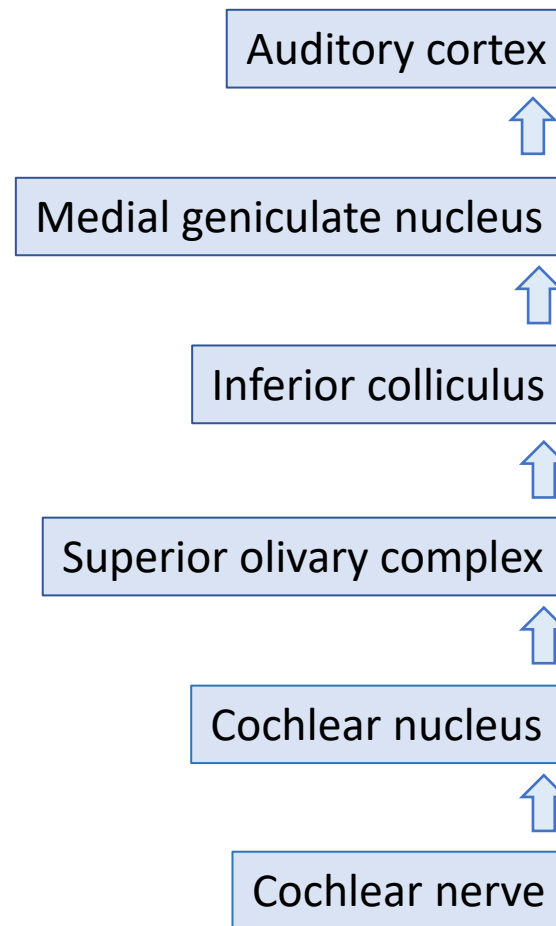 Auditory cortex
Medial geniculate nucleus
Inferior colliculus
Superior olivary complex
Cochlear nucleus
Cochlear nerve